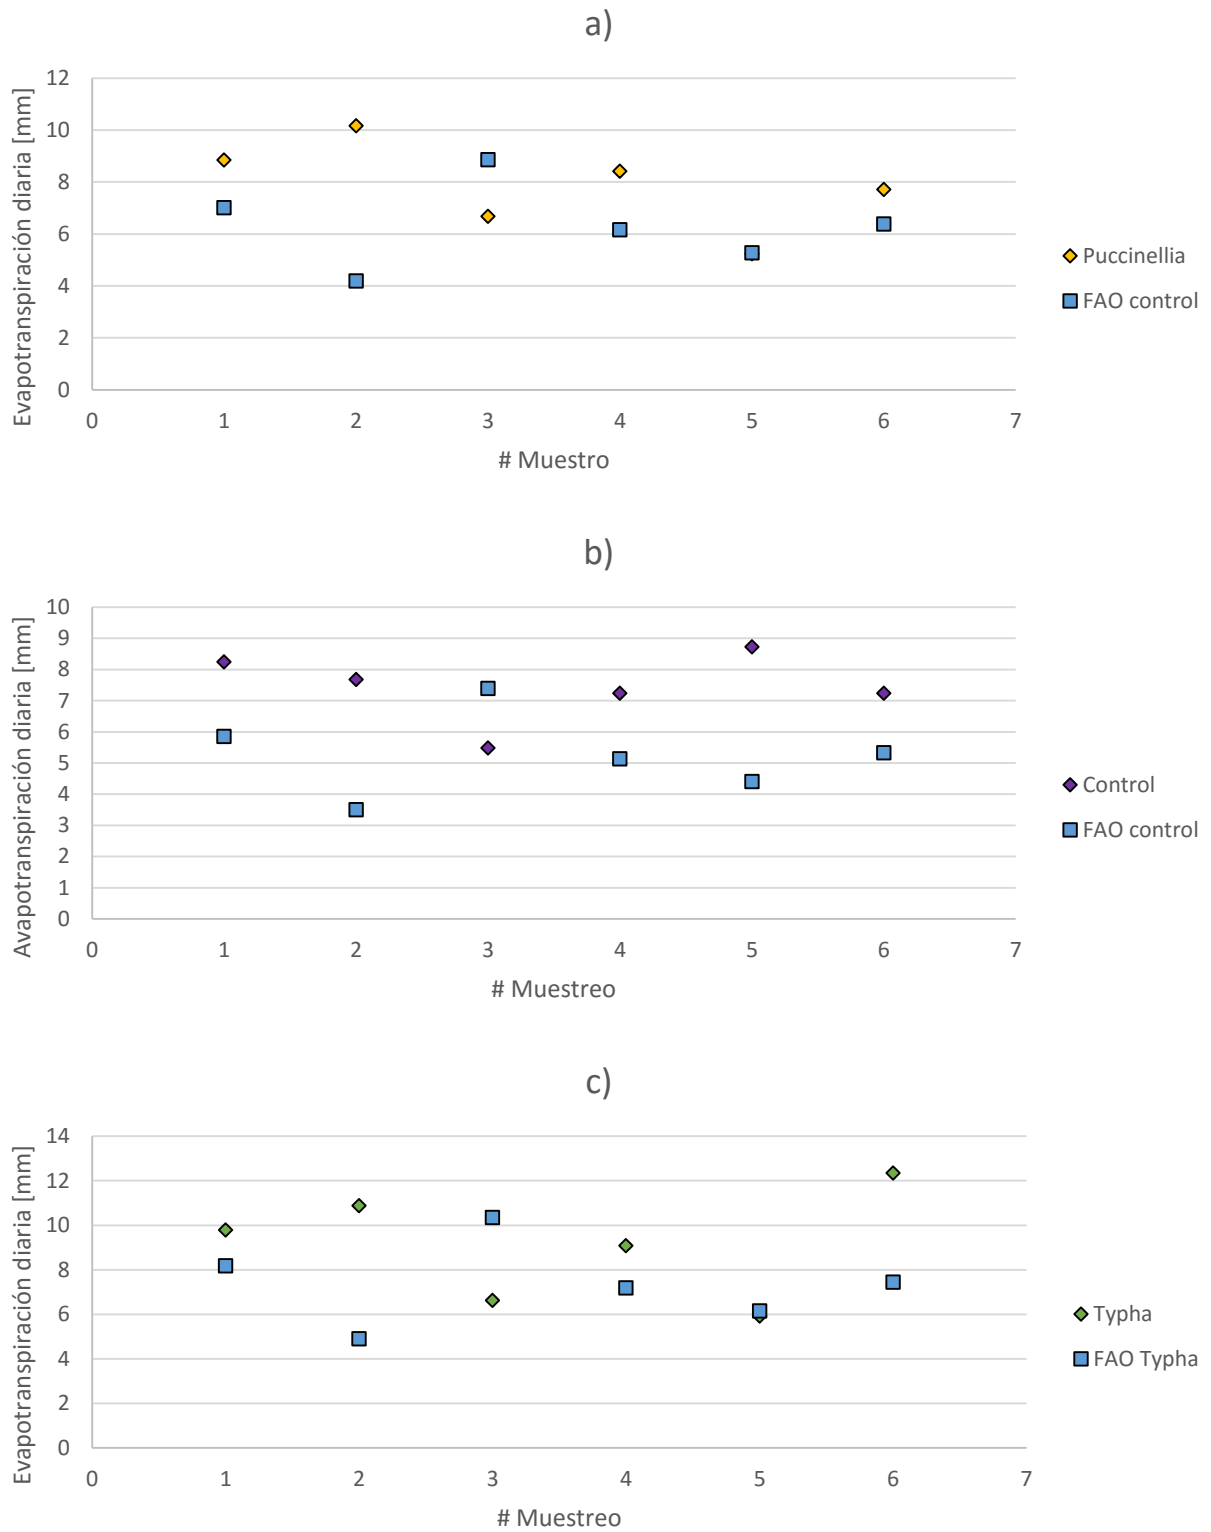 a)
Evapotranspiración diaria [mm]
12
10
8
6
4
2
0
0 1 2 3 4 5 6 7
# Muestro
Puccinellia
FAO control
b)
Avapotranspiración diaria [mm]
10
9
8
7
6
5
4
3
2
1
0
0 1 2 3 4 5 6 7
# Muestreo
Control
FAO control
c)
Evapotranspiración diaria [mm]
14
12
10
8
6
4
2
0
0 1 2 3 4 5 6 7
# Muestreo
Typha
FAO Typha